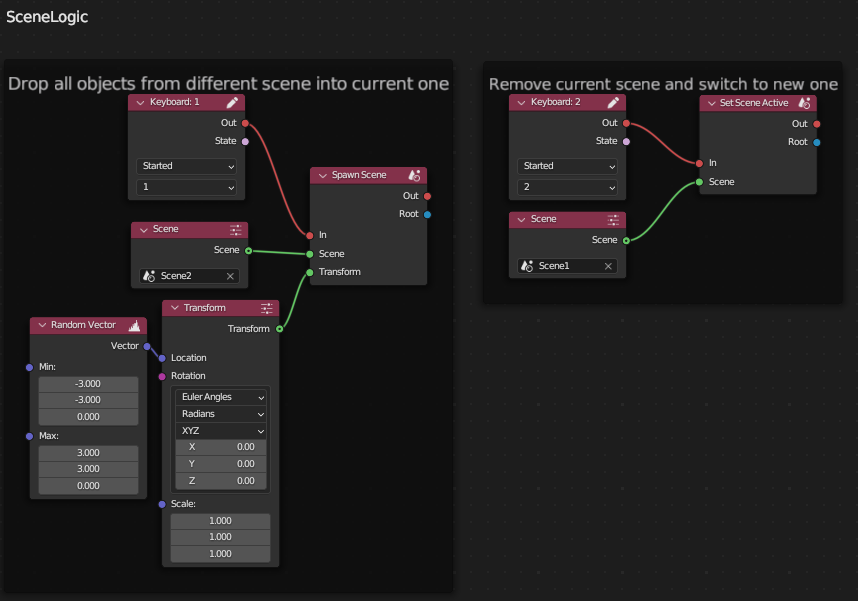 SceneLogic
Drop all objects from different scene into current one
Keyboard: 1
Out
State
Started
1
Spawn Scene
Out
Root
In
Scene
Transform
Scene
Scene
Scene2
Transform
Transform
Location
Rotation
Euler Angles
Radians
XYZ
X 0.00
Y 0.00
Z 0.00
Scale:
1.000
1.000
1.000
Random Vector
Vector
Min:
-3.000
-3.000
0.000
Max:
3.000
3.000
0.000
Remove current scene and switch to new one
Keyboard: 2
Out
State
Started
2
Set Scene Active
Out
Root
In
Scene
Scene
Scene
Scene1